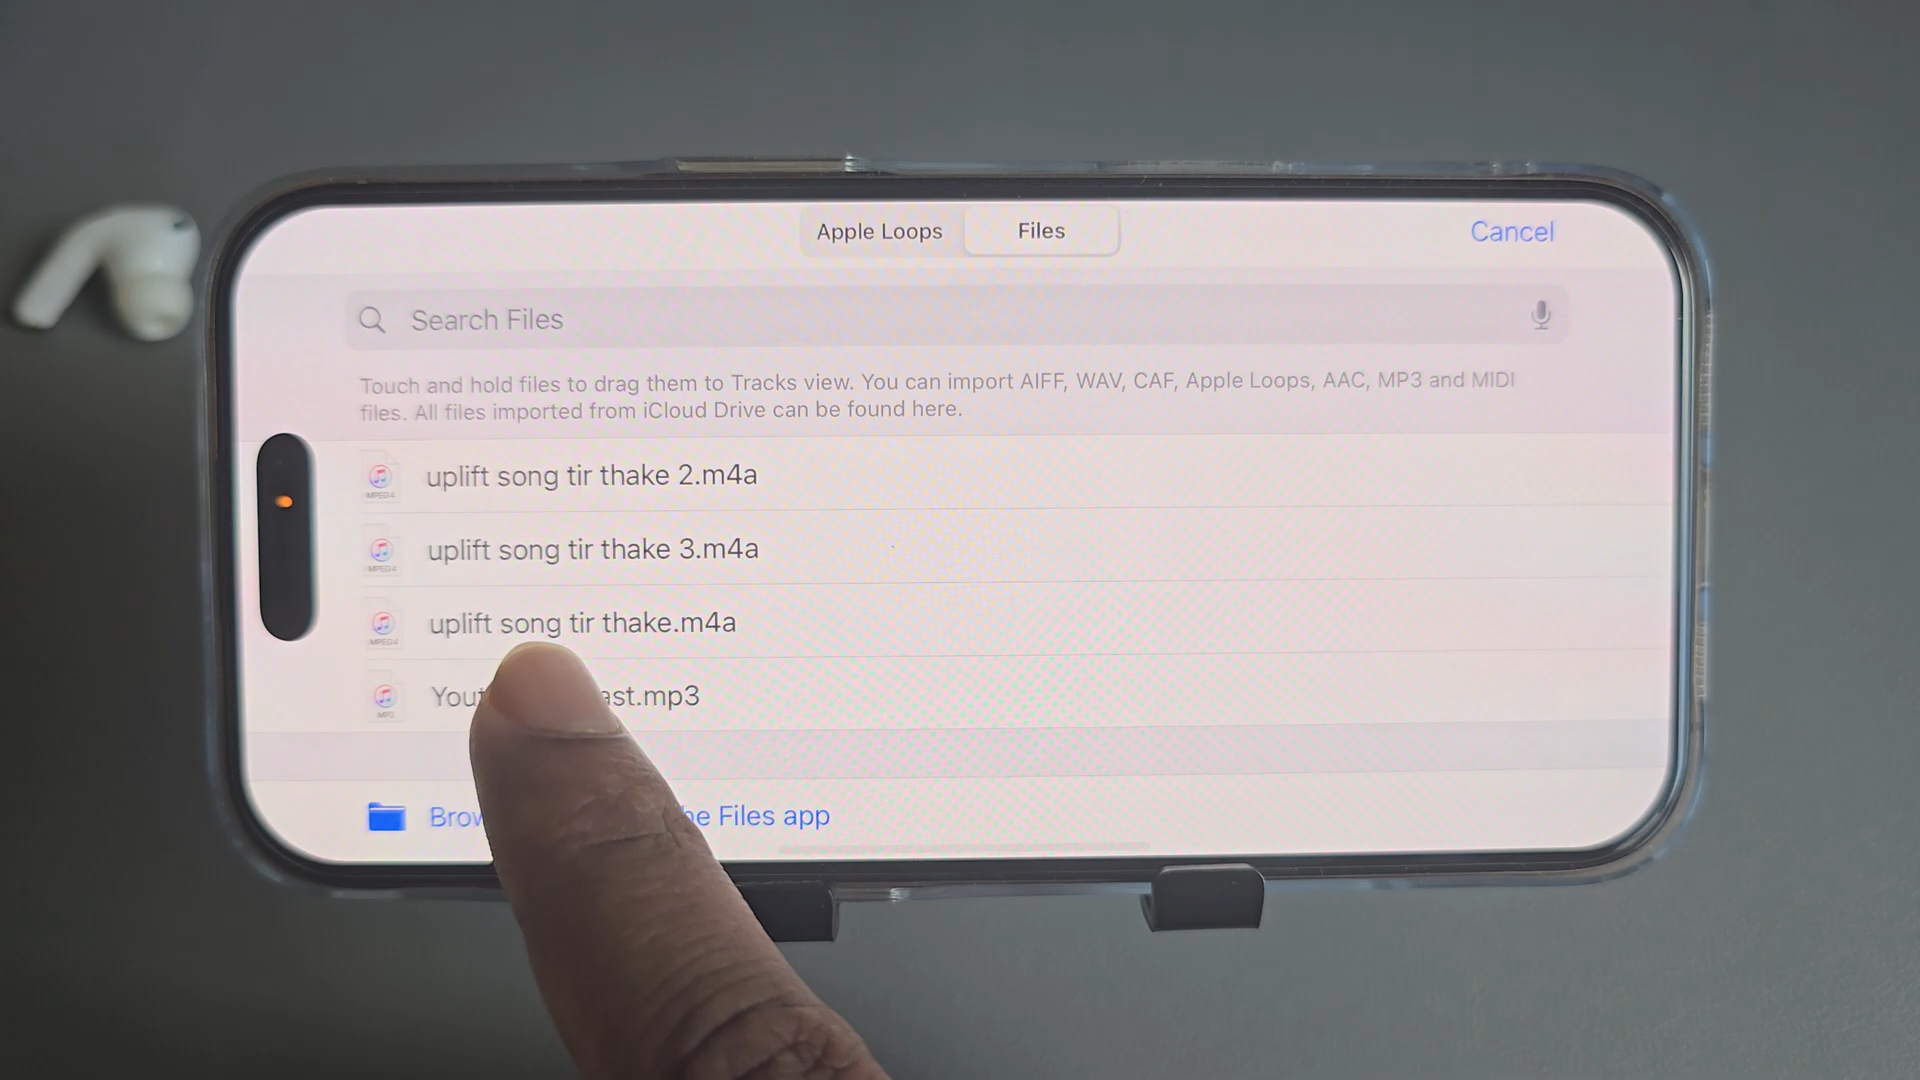 Apple Loops Files Cancel
Search Files
Touch and hold files to drag them to Tracks view. You can import AIFF, WAV, CAF, Apple Loops, AAC, MP3 and MIDI
files. All files imported from iCloud Drive can be found here.
MPEG4 uplift song tir thake 2.m4a
MPEG4 uplift song tir thake 3.m4a
MPEG4 uplift song tir thake.m4a
MP3
Files app